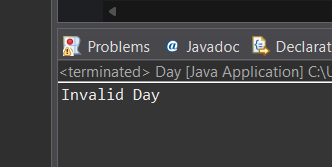 Problems @ Javadoc Declarat
<terminated> Day [Java Application] C:\U
Invalid Day